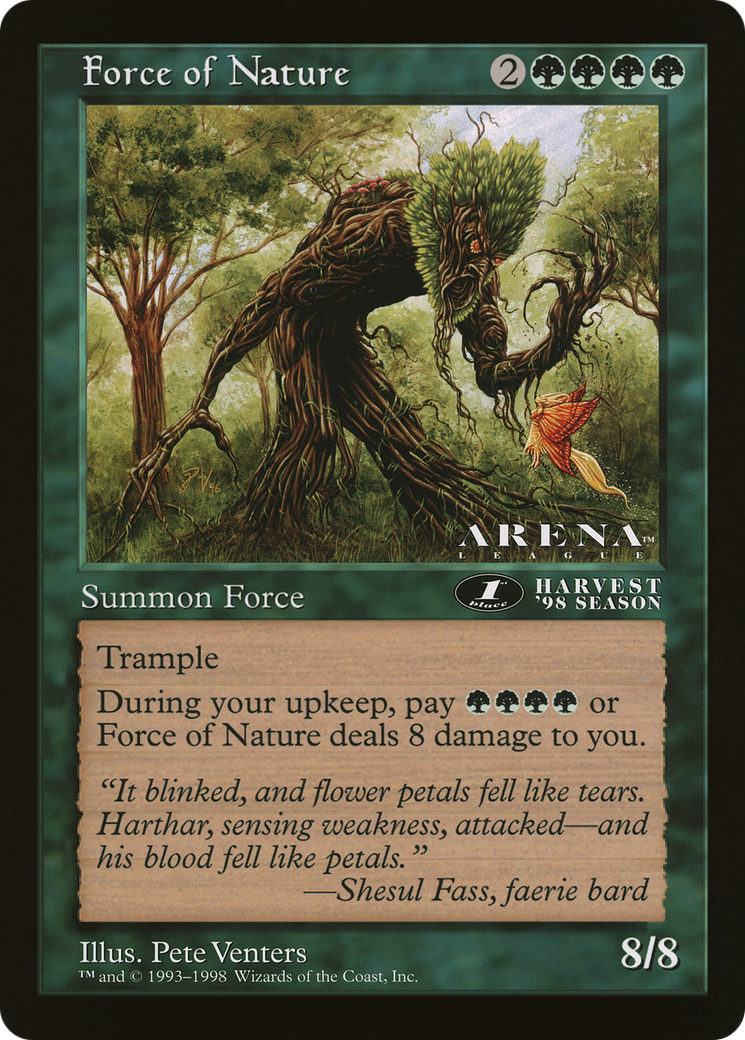 Force of Nature 2
PV96
ARENA™
LEAGUE
Summon Force
1st place
HARVEST
'98 SEASON
Trample
During your upkeep, pay or
Force of Nature deals 8 damage to you.
“It blinked, and flower petals fell like tears.
Harthar, sensing weakness, attacked—and
his blood fell like petals.”
—Shesul Fass, faerie bard
Illus. Pete Venters
8/8
™ and © 1993–1998 Wizards of the Coast, Inc.